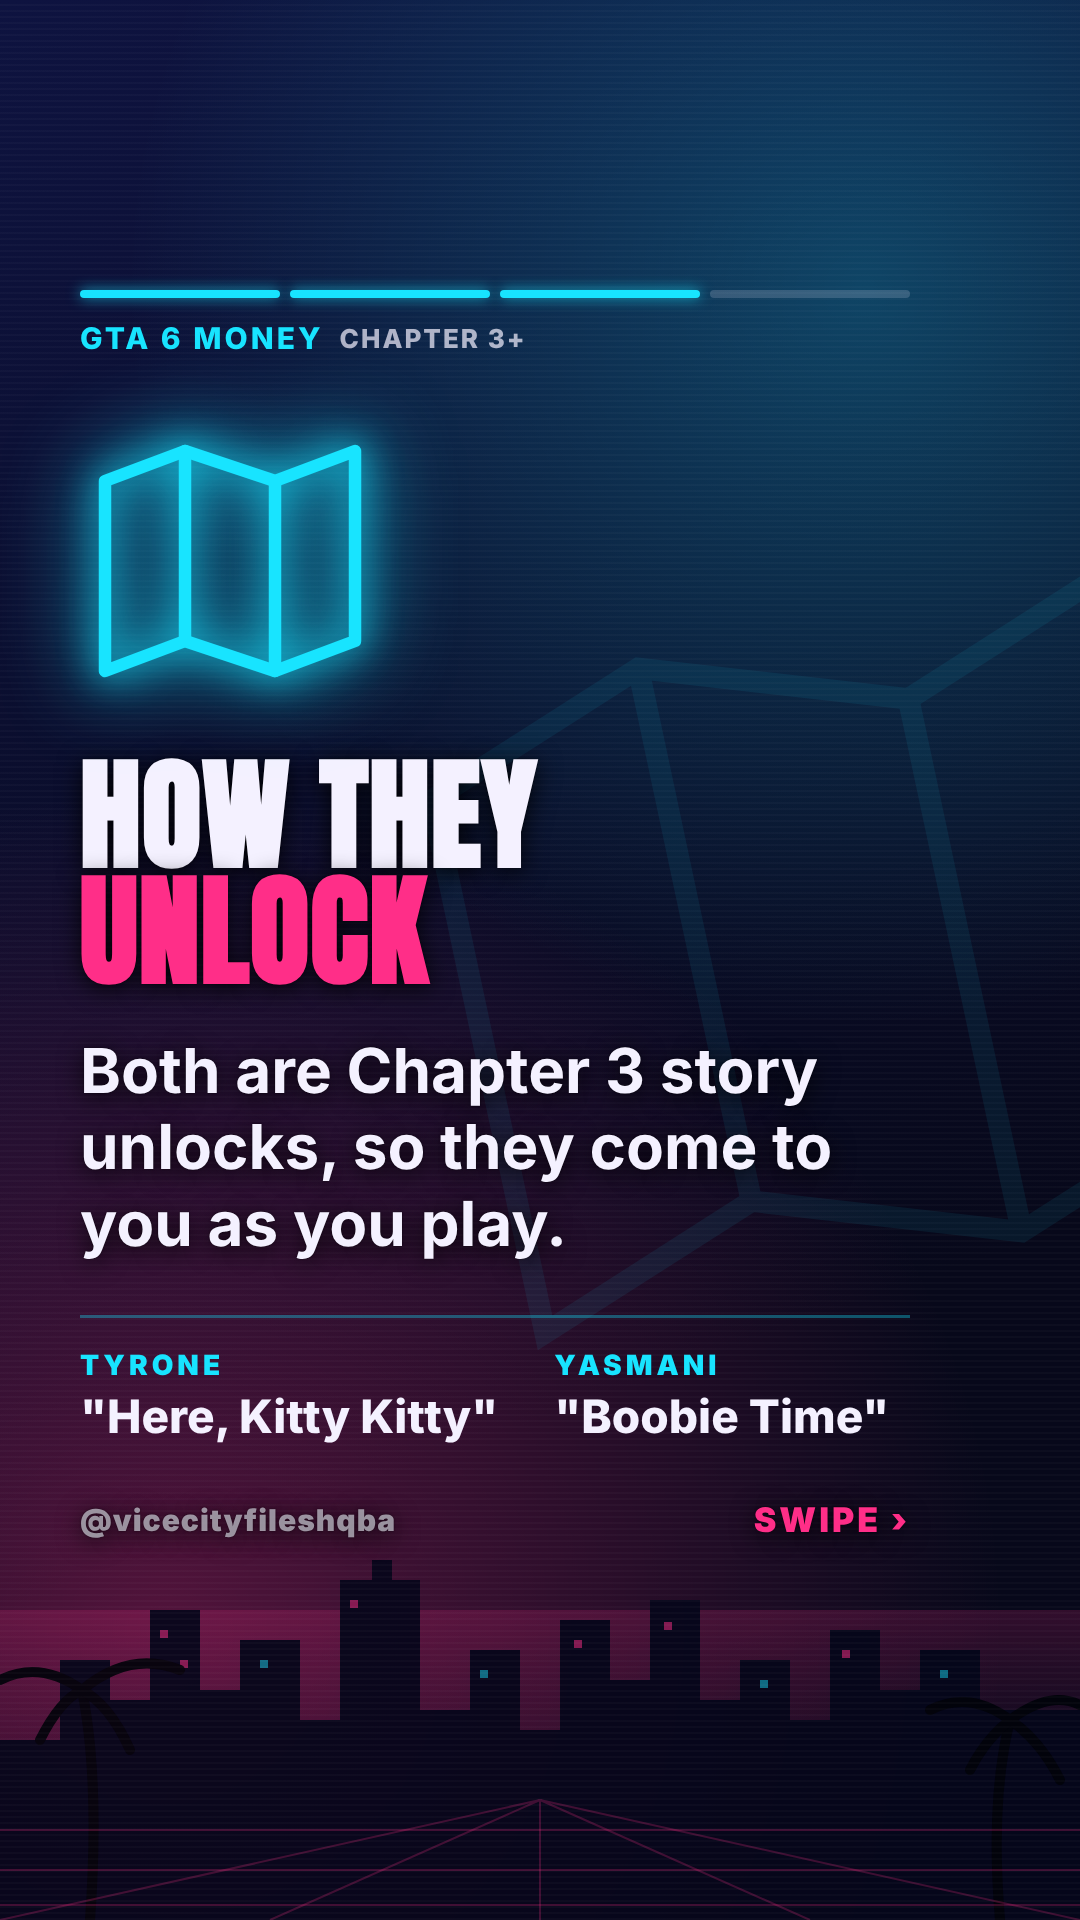 GTA 6 MONEY CHAPTER 3+
HOW THEY
UNLOCK
Both are Chapter 3 story
unlocks, so they come to
you as you play.
TYRONE YASMANI
"Here, Kitty Kitty" "Boobie Time"
@vicecityfileshqba SWIPE ›